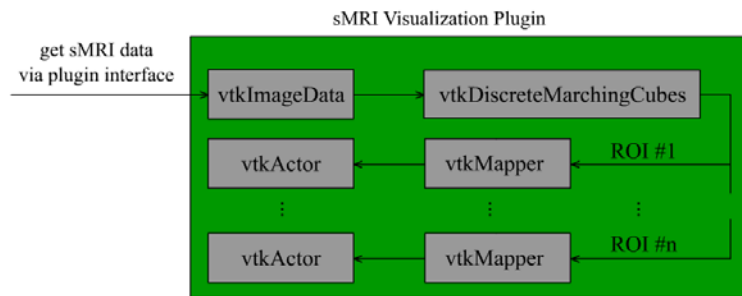 sMRI Visualization Plugin
get sMRI data
via plugin interface
vtkImageData
vtkDiscreteMarchingCubes
vtkActor
vtkMapper
ROI #1
⋮
⋮
⋮
vtkActor
vtkMapper
ROI #n